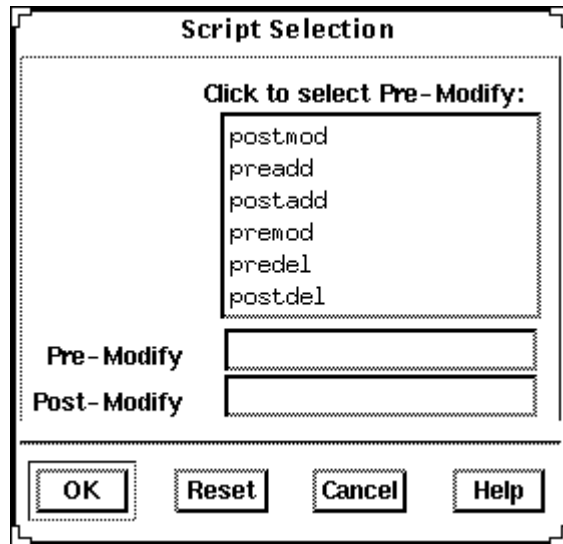 Script Selection
Click to select Pre-Modify:
postmod
preadd
postadd
premod
predel
postdel
Pre-Modify
Post-Modify
OK Reset Cancel Help